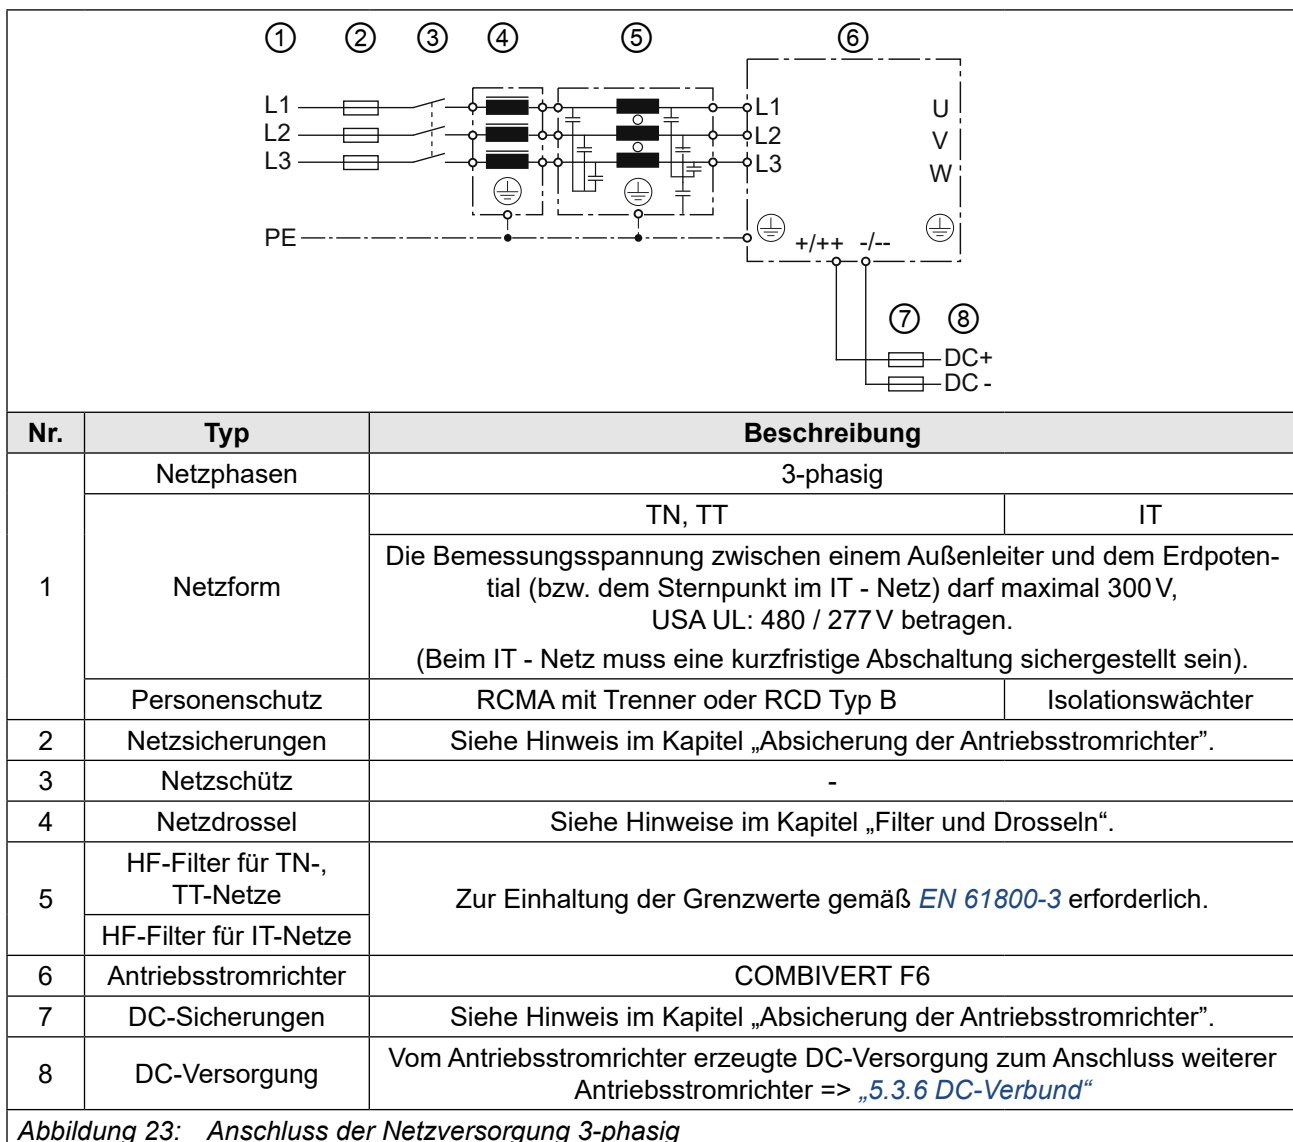 1 2 3 4 5 6
L1 L1 U
L2 L2 V
L3 L3 W
PE +/++ -/--
7 8
DC+
DC -
Nr. Typ Beschreibung
1 Netzphasen 3-phasig
Netzform TN, TT IT
Die Bemessungsspannung zwischen einem Außenleiter und dem Erdpoten-
tial (bzw. dem Sternpunkt im IT - Netz) darf maximal 300 V,
USA UL: 480 / 277 V betragen.
(Beim IT - Netz muss eine kurzfristige Abschaltung sichergestellt sein).
Personenschutz RCMA mit Trenner oder RCD Typ B Isolationswächter
2 Netzsicherungen Siehe Hinweis im Kapitel „Absicherung der Antriebsstromrichter”.
3 Netzschütz -
4 Netzdrossel Siehe Hinweise im Kapitel „Filter und Drosseln“.
5 HF-Filter für TN-,
TT-Netze
Zur Einhaltung der Grenzwerte gemäß EN 61800-3 erforderlich.
HF-Filter für IT-Netze
6 Antriebsstromrichter COMBIVERT F6
7 DC-Sicherungen Siehe Hinweis im Kapitel „Absicherung der Antriebsstromrichter”.
8 DC-Versorgung Vom Antriebsstromrichter erzeugte DC-Versorgung zum Anschluss weiterer
Antriebsstromrichter => „5.3.6 DC-Verbund“
Abbildung 23: Anschluss der Netzversorgung 3-phasig